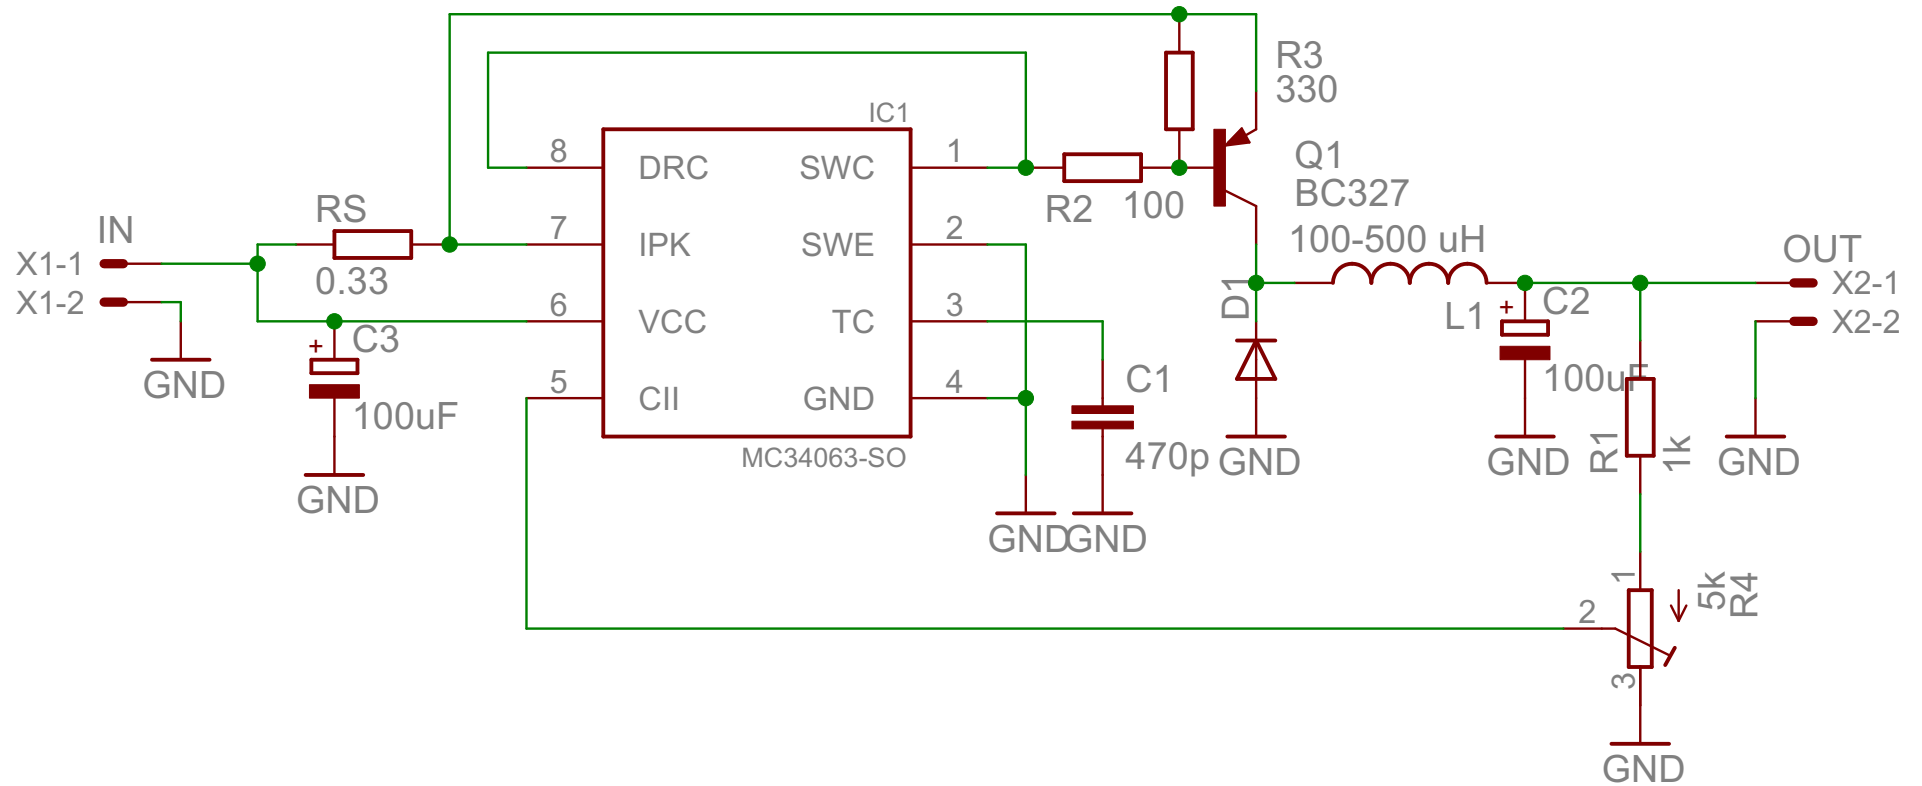 R3
330
IC1
8
DRC
SWC
1
Q1
BC327
R2
100
RS
IN
7
IPK
SWE
2
100-500 uH
OUT
X1-1
0.33
X2-1
X1-2
D1
C2
6
VCC
TC
3
L1
X2-2
+
+
C3
GND
C1
100uF
5
CII
GND
4
100uF
MC34063-SO
470p
GND
GND
R1
1k
GND
GND
GND
GND
1
5k
R4
2
3
GND